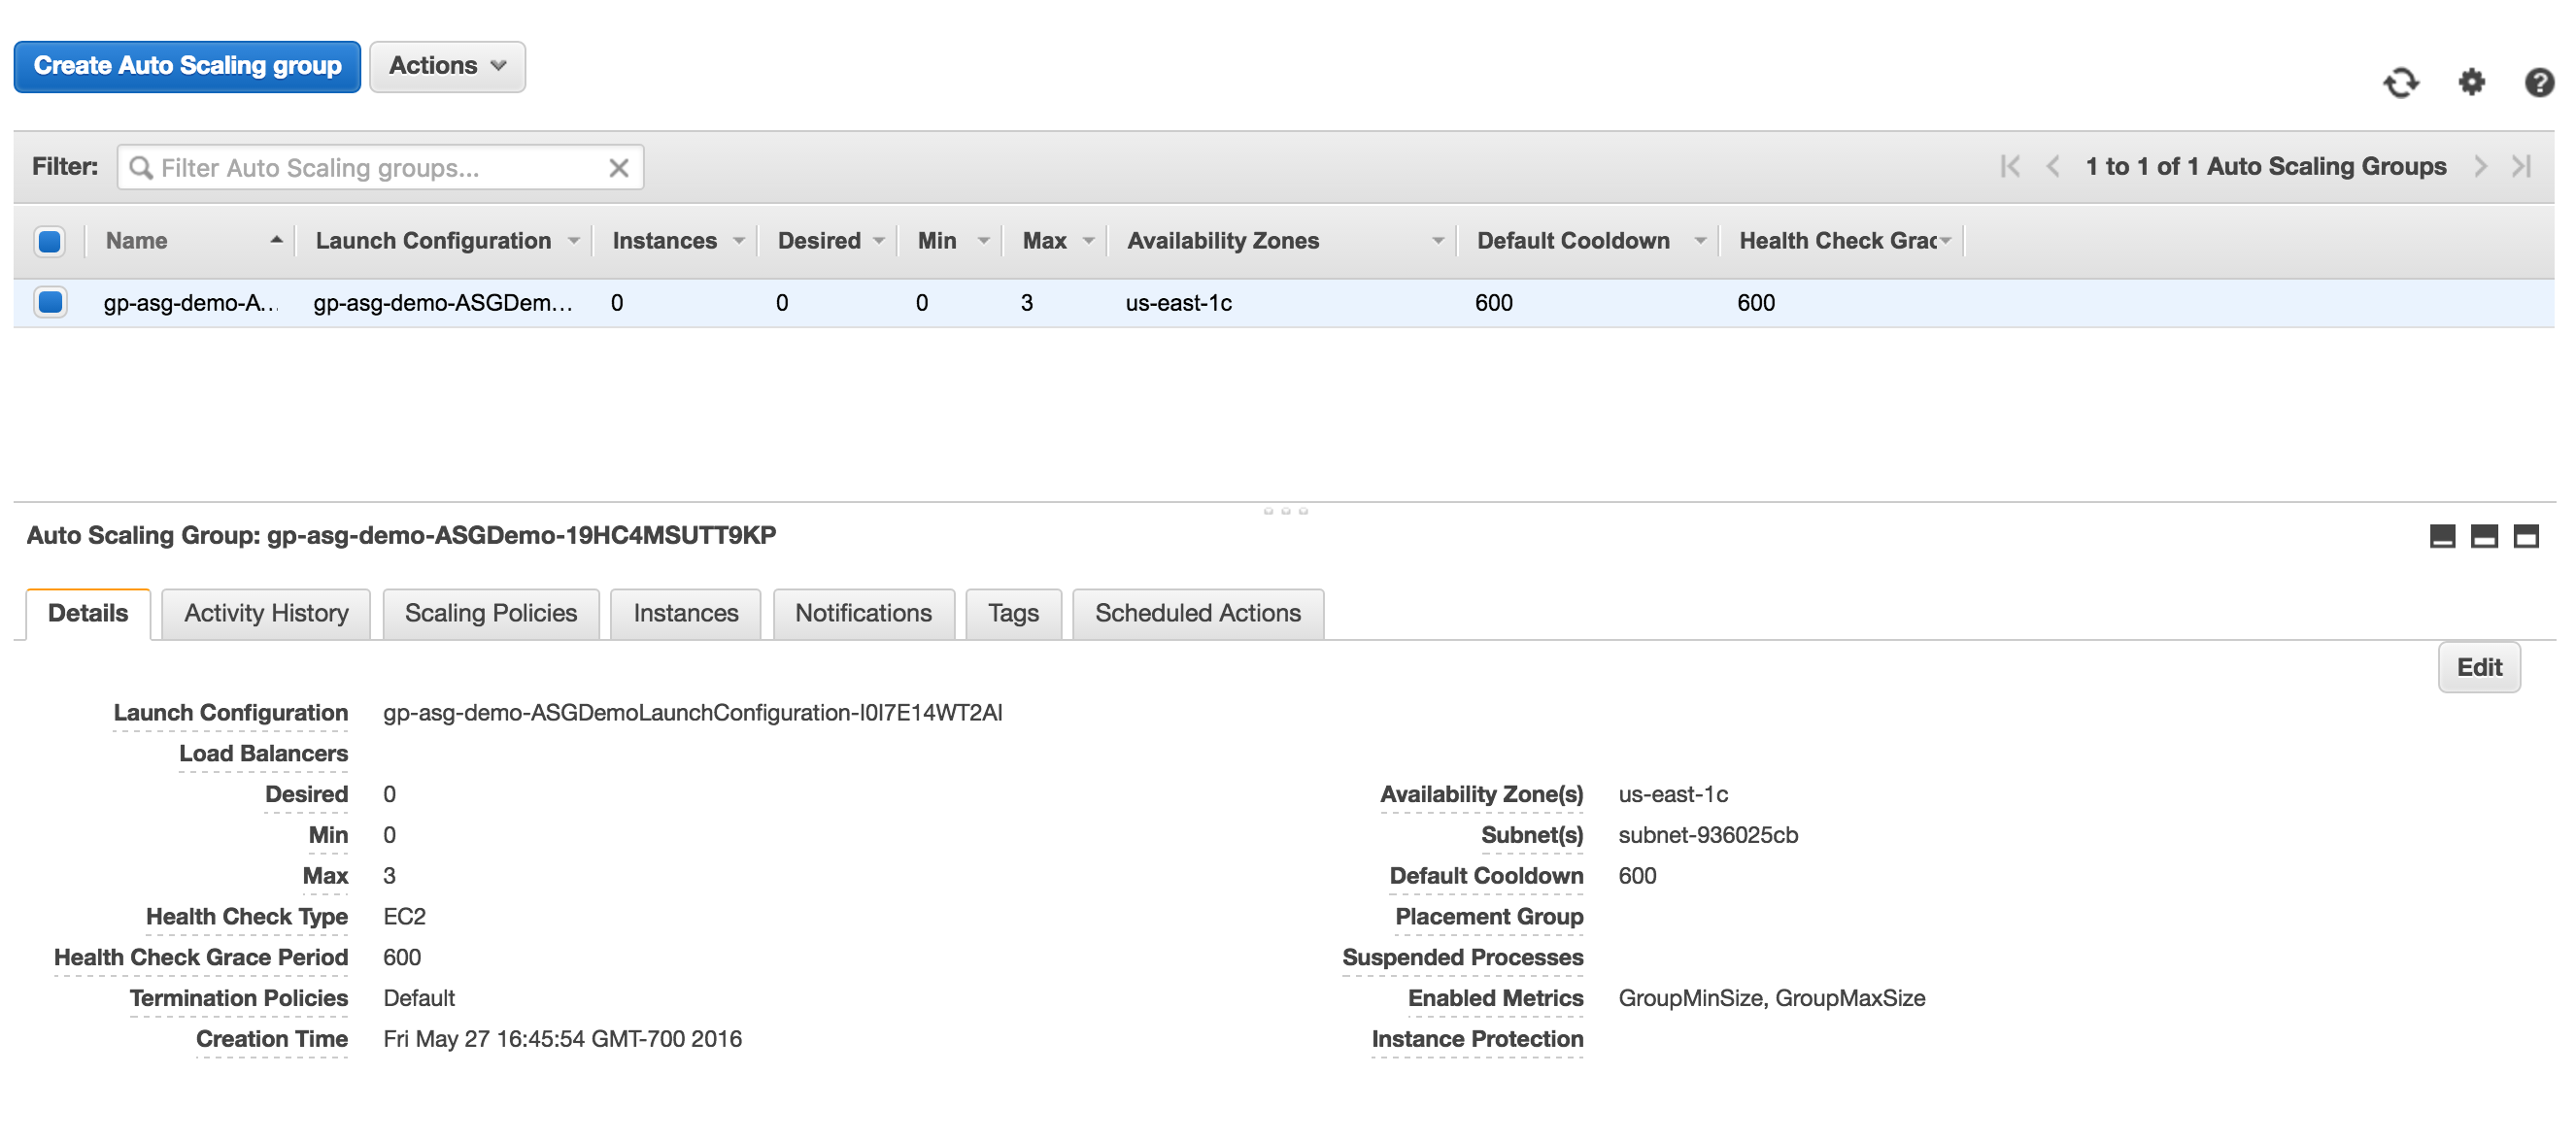 Create Auto Scaling group Actions
Filter: Filter Auto Scaling groups... 1 to 1 of 1 Auto Scaling Groups
Name Launch Configuration Instances Desired Min Max Availability Zones Default Cooldown Health Check Grac
gp-asg-demo-A... gp-asg-demo-ASGDem... 0 0 0 3 us-east-1c 600 600
Auto Scaling Group: gp-asg-demo-ASGDemo-19HC4MSUTT9KP
Details Activity History Scaling Policies Instances Notifications Tags Scheduled Actions
Edit
Launch Configuration gp-asg-demo-ASGDemoLaunchConfiguration-I0I7E14WT2AI
Load Balancers
Desired 0 Availability Zone(s) us-east-1c
Min 0 Subnet(s) subnet-936025cb
Max 3 Default Cooldown 600
Health Check Type EC2 Placement Group
Health Check Grace Period 600 Suspended Processes
Termination Policies Default Enabled Metrics GroupMinSize, GroupMaxSize
Creation Time Fri May 27 16:45:54 GMT-700 2016 Instance Protection